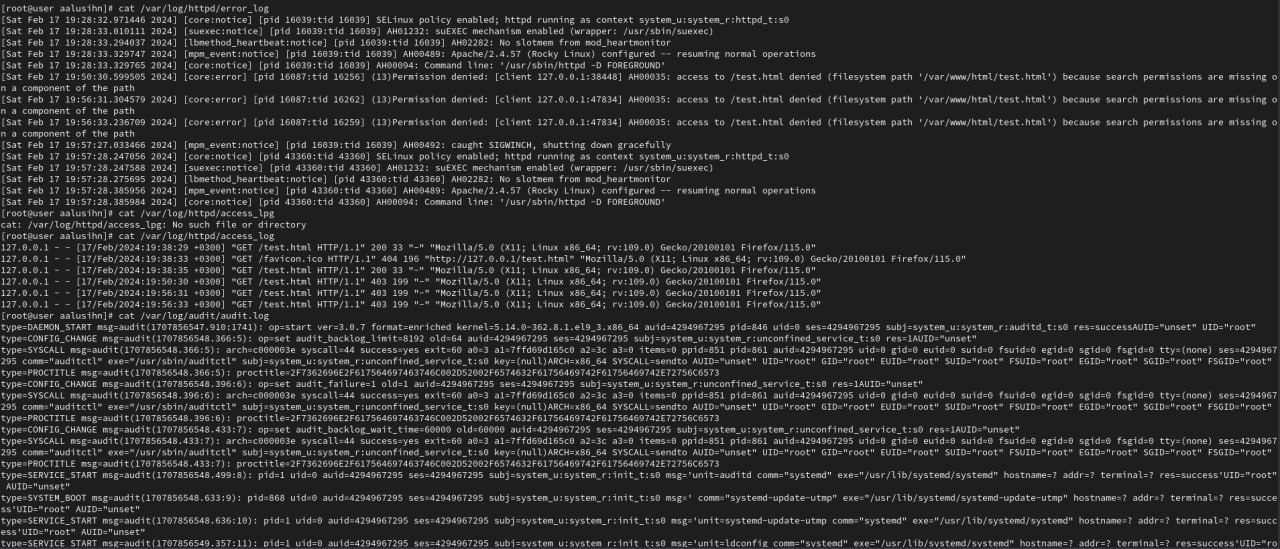 [root@user aalusihn]# cat /var/log/httpd/error_log
[Sat Feb 17 19:28:32.971446 2024] [core:notice] [pid 16039:tid 16039] SELinux policy enabled; httpd running as context system_u:system_r:httpd_t:s0
[Sat Feb 17 19:28:33.010111 2024] [suexec:notice] [pid 16039:tid 16039] AH01232: suEXEC mechanism enabled (wrapper: /usr/sbin/suexec)
[Sat Feb 17 19:28:33.294037 2024] [lbmethod_heartbeat:notice] [pid 16039:tid 16039] AH02282: No slotmem from mod_heartmonitor
[Sat Feb 17 19:28:33.329747 2024] [mpm_event:notice] [pid 16039:tid 16039] AH00489: Apache/2.4.57 (Rocky Linux) configured -- resuming normal operations
[Sat Feb 17 19:28:33.329765 2024] [core:notice] [pid 16039:tid 16039] AH00094: Command line: '/usr/sbin/httpd -D FOREGROUND'
[Sat Feb 17 19:50:30.599505 2024] [core:error] [pid 16087:tid 16256] (13)Permission denied: [client 127.0.0.1:38448] AH00035: access to /test.html denied (filesystem path '/var/www/html/test.html') because search permissions are missing o
n a component of the path
[Sat Feb 17 19:56:31.304579 2024] [core:error] [pid 16087:tid 16262] (13)Permission denied: [client 127.0.0.1:47834] AH00035: access to /test.html denied (filesystem path '/var/www/html/test.html') because search permissions are missing o
n a component of the path
[Sat Feb 17 19:56:33.236709 2024] [core:error] [pid 16087:tid 16259] (13)Permission denied: [client 127.0.0.1:47834] AH00035: access to /test.html denied (filesystem path '/var/www/html/test.html') because search permissions are missing o
n a component of the path
[Sat Feb 17 19:57:27.033466 2024] [mpm_event:notice] [pid 16039:tid 16039] AH00492: caught SIGWINCH, shutting down gracefully
[Sat Feb 17 19:57:28.247056 2024] [core:notice] [pid 43360:tid 43360] SELinux policy enabled; httpd running as context system_u:system_r:httpd_t:s0
[Sat Feb 17 19:57:28.247588 2024] [suexec:notice] [pid 43360:tid 43360] AH01232: suEXEC mechanism enabled (wrapper: /usr/sbin/suexec)
[Sat Feb 17 19:57:28.275695 2024] [lbmethod_heartbeat:notice] [pid 43360:tid 43360] AH02282: No slotmem from mod_heartmonitor
[Sat Feb 17 19:57:28.385956 2024] [mpm_event:notice] [pid 43360:tid 43360] AH00489: Apache/2.4.57 (Rocky Linux) configured -- resuming normal operations
[Sat Feb 17 19:57:28.385984 2024] [core:notice] [pid 43360:tid 43360] AH00094: Command line: '/usr/sbin/httpd -D FOREGROUND'
[root@user aalusihn]# cat /var/log/httpd/access_lpg
cat: /var/log/httpd/access_lpg: No such file or directory
[root@user aalusihn]# cat /var/log/httpd/access_log
127.0.0.1 - - [17/Feb/2024:19:38:29 +0300] "GET /test.html HTTP/1.1" 200 33 "-" "Mozilla/5.0 (X11; Linux x86_64; rv:109.0) Gecko/20100101 Firefox/115.0"
127.0.0.1 - - [17/Feb/2024:19:38:33 +0300] "GET /favicon.ico HTTP/1.1" 404 196 "http://127.0.0.1/test.html" "Mozilla/5.0 (X11; Linux x86_64; rv:109.0) Gecko/20100101 Firefox/115.0"
127.0.0.1 - - [17/Feb/2024:19:38:35 +0300] "GET /test.html HTTP/1.1" 200 33 "-" "Mozilla/5.0 (X11; Linux x86_64; rv:109.0) Gecko/20100101 Firefox/115.0"
127.0.0.1 - - [17/Feb/2024:19:50:30 +0300] "GET /test.html HTTP/1.1" 403 199 "-" "Mozilla/5.0 (X11; Linux x86_64; rv:109.0) Gecko/20100101 Firefox/115.0"
127.0.0.1 - - [17/Feb/2024:19:56:31 +0300] "GET /test.html HTTP/1.1" 403 199 "-" "Mozilla/5.0 (X11; Linux x86_64; rv:109.0) Gecko/20100101 Firefox/115.0"
127.0.0.1 - - [17/Feb/2024:19:56:33 +0300] "GET /test.html HTTP/1.1" 403 199 "-" "Mozilla/5.0 (X11; Linux x86_64; rv:109.0) Gecko/20100101 Firefox/115.0"
[root@user aalusihn]# cat /var/log/audit/audit.log
type=DAEMON_START msg=audit(1707856547.910:1741): op=start ver=3.0.7 format=enriched kernel=5.14.0-362.8.1.el9_3.x86_64 auid=4294967295 pid=846 uid=0 ses=4294967295 subj=system_u:system_r:auditd_t:s0 res=successAUID="unset" UID="root"
type=CONFIG_CHANGE msg=audit(1707856548.366:5): op=set audit_backlog_limit=8192 old=64 auid=4294967295 ses=4294967295 subj=system_u:system_r:unconfined_service_t:s0 res=1AUID="unset"
type=SYSCALL msg=audit(1707856548.366:5): arch=c000003e syscall=44 success=yes exit=60 a0=3 a1=7ffd69d165c0 a2=3c a3=0 items=0 ppid=851 pid=861 auid=4294967295 uid=0 gid=0 euid=0 suid=0 fsuid=0 egid=0 sgid=0 fsgid=0 tty=(none) ses=4294967
295 comm="auditctl" exe="/usr/sbin/auditctl" subj=system_u:system_r:unconfined_service_t:s0 key=(null)ARCH=x86_64 SYSCALL=sendto AUID="unset" UID="root" GID="root" EUID="root" SUID="root" FSUID="root" EGID="root" SGID="root" FSGID="root"
type=PROCTITLE msg=audit(1707856548.366:5): proctitle=2F7362696E2F617564697463746C002D52002F6574632F61756469742F61756469742E72756C6573
type=CONFIG_CHANGE msg=audit(1707856548.396:6): op=set audit_failure=1 old=1 auid=4294967295 ses=4294967295 subj=system_u:system_r:unconfined_service_t:s0 res=1AUID="unset"
type=SYSCALL msg=audit(1707856548.396:6): arch=c000003e syscall=44 success=yes exit=60 a0=3 a1=7ffd69d165c0 a2=3c a3=0 items=0 ppid=851 pid=861 auid=4294967295 uid=0 gid=0 euid=0 suid=0 fsuid=0 egid=0 sgid=0 fsgid=0 tty=(none) ses=4294967
295 comm="auditctl" exe="/usr/sbin/auditctl" subj=system_u:system_r:unconfined_service_t:s0 key=(null)ARCH=x86_64 SYSCALL=sendto AUID="unset" UID="root" GID="root" EUID="root" SUID="root" FSUID="root" EGID="root" SGID="root" FSGID="root"
type=PROCTITLE msg=audit(1707856548.396:6): proctitle=2F7362696E2F617564697463746C002D52002F6574632F61756469742F61756469742E72756C6573
type=CONFIG_CHANGE msg=audit(1707856548.433:7): op=set audit_backlog_wait_time=60000 old=60000 auid=4294967295 ses=4294967295 subj=system_u:system_r:unconfined_service_t:s0 res=1AUID="unset"
type=SYSCALL msg=audit(1707856548.433:7): arch=c000003e syscall=44 success=yes exit=60 a0=3 a1=7ffd69d165c0 a2=3c a3=0 items=0 ppid=851 pid=861 auid=4294967295 uid=0 gid=0 euid=0 suid=0 fsuid=0 egid=0 sgid=0 fsgid=0 tty=(none) ses=4294967
295 comm="auditctl" exe="/usr/sbin/auditctl" subj=system_u:system_r:unconfined_service_t:s0 key=(null)ARCH=x86_64 SYSCALL=sendto AUID="unset" UID="root" GID="root" EUID="root" SUID="root" FSUID="root" EGID="root" SGID="root" FSGID="root"
type=PROCTITLE msg=audit(1707856548.433:7): proctitle=2F7362696E2F617564697463746C002D52002F6574632F61756469742F61756469742E72756C6573
type=SERVICE_START msg=audit(1707856548.499:8): pid=1 uid=0 auid=4294967295 ses=4294967295 subj=system_u:system_r:init_t:s0 msg='unit=auditd comm="systemd" exe="/usr/lib/systemd/systemd" hostname=? addr=? terminal=? res=success'UID="root"
 AUID="unset"
type=SYSTEM_BOOT msg=audit(1707856548.633:9): pid=868 uid=0 auid=4294967295 ses=4294967295 subj=system_u:system_r:init_t:s0 msg=' comm="systemd-update-utmp" exe="/usr/lib/systemd/systemd-update-utmp" hostname=? addr=? terminal=? res=succe
ss'UID="root" AUID="unset"
type=SERVICE_START msg=audit(1707856548.636:10): pid=1 uid=0 auid=4294967295 ses=4294967295 subj=system_u:system_r:init_t:s0 msg='unit=systemd-update-utmp comm="systemd" exe="/usr/lib/systemd/systemd" hostname=? addr=? terminal=? res=succ
ess'UID="root" AUID="unset"
type=SERVICE_START msg=audit(1707856549.357:11): pid=1 uid=0 auid=4294967295 ses=4294967295 subj=system_u:system_r:init_t:s0 msg='unit=ldconfig comm="systemd" exe="/usr/lib/systemd/systemd" hostname=? addr=? terminal=? res=success'UID="ro